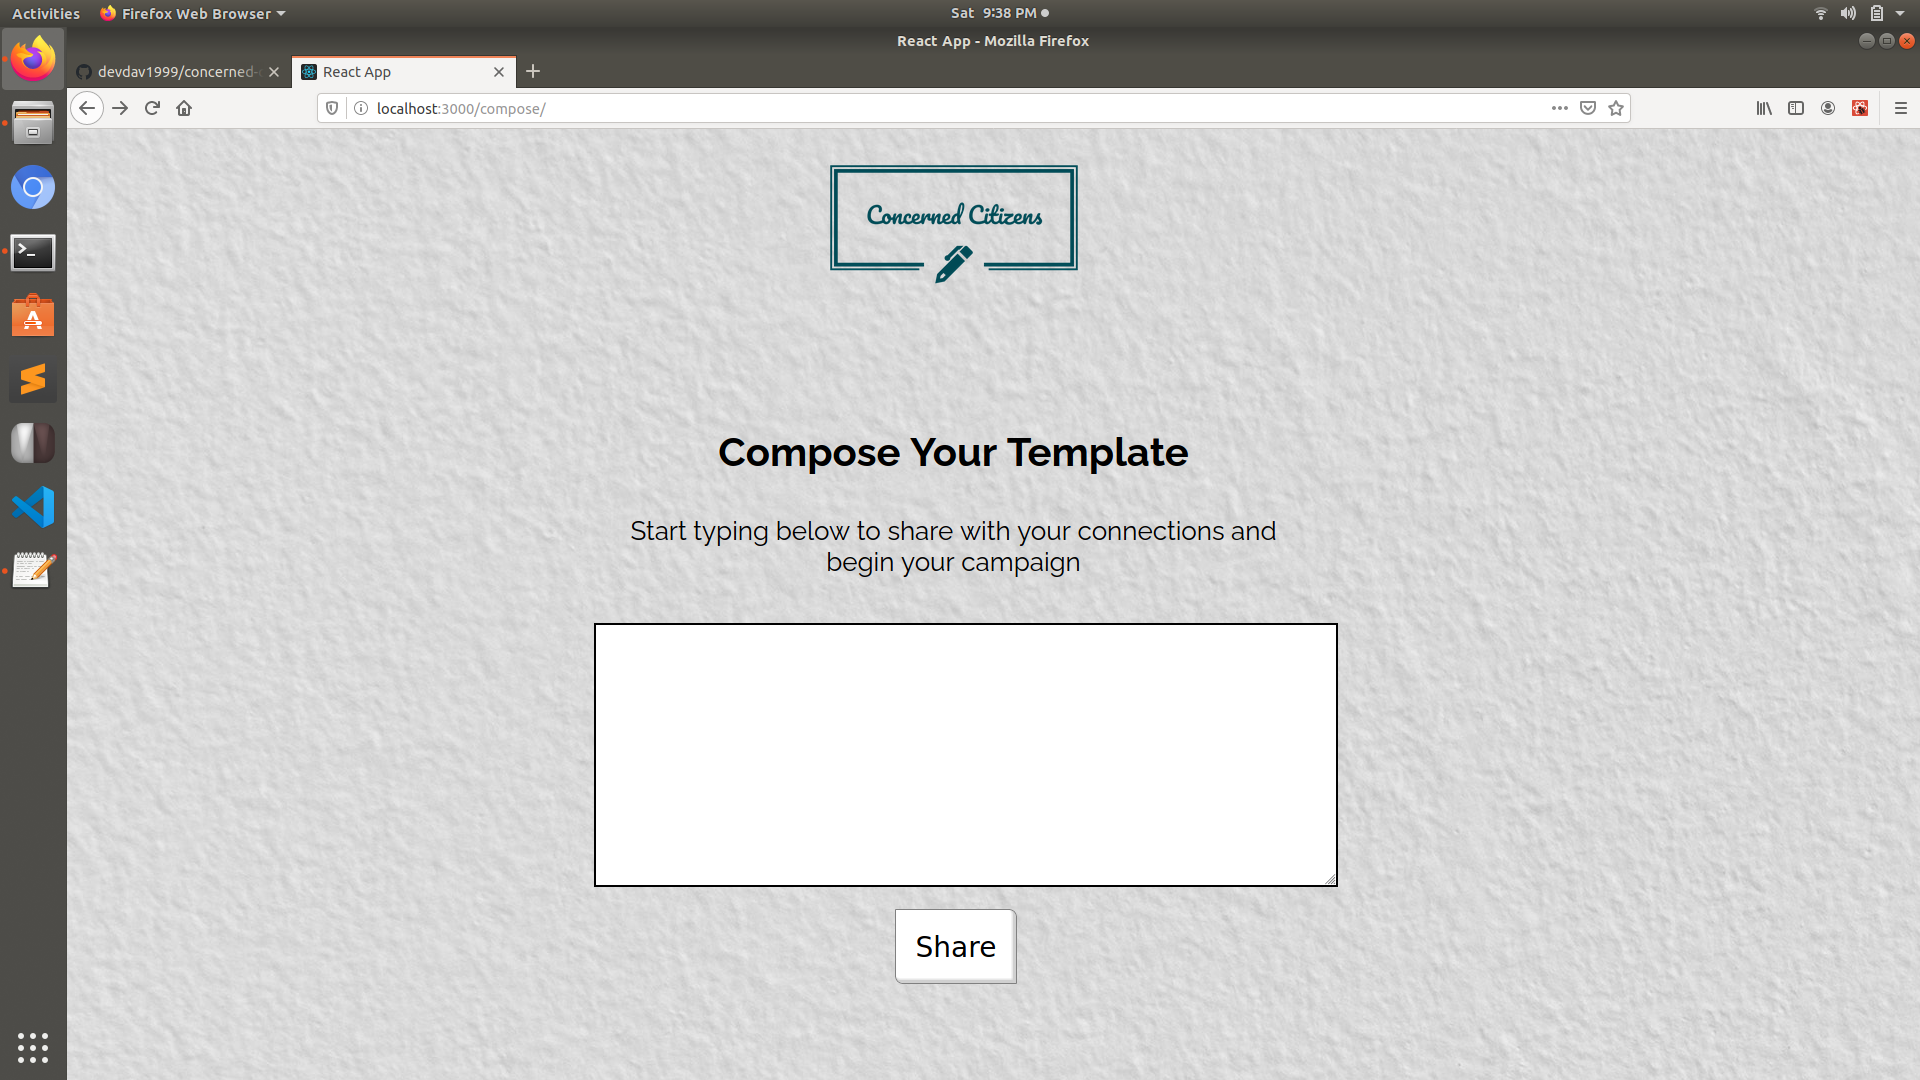 Activities
Firefox Web Browser
Sat 9:38 PM
React App - Mozilla Firefox
devdav1999/concerned-
React App
localhost:3000/compose/
Concerned Citizens
Compose Your Template
Start typing below to share with your connections and
begin your campaign
Share